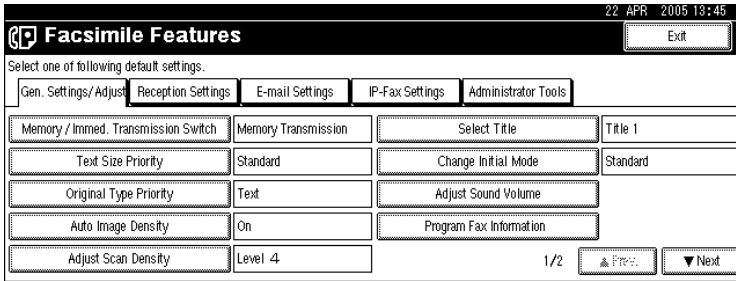 22 APR 2005 13:45
Facsimile Features
Exit
Select one of following default settings.
Gen. Settings/Adjust Reception Settings E-mail Settings IP-Fax Settings Administrator Tools
Memory / Immed. Transmission Switch Memory Transmission Select Title Title 1
Text Size Priority Standard Change Initial Mode Standard
Original Type Priority Text Adjust Sound Volume
Auto Image Density On Program Fax Information
Adjust Scan Density Level 4 1/2 ▲Prev. ▼Next